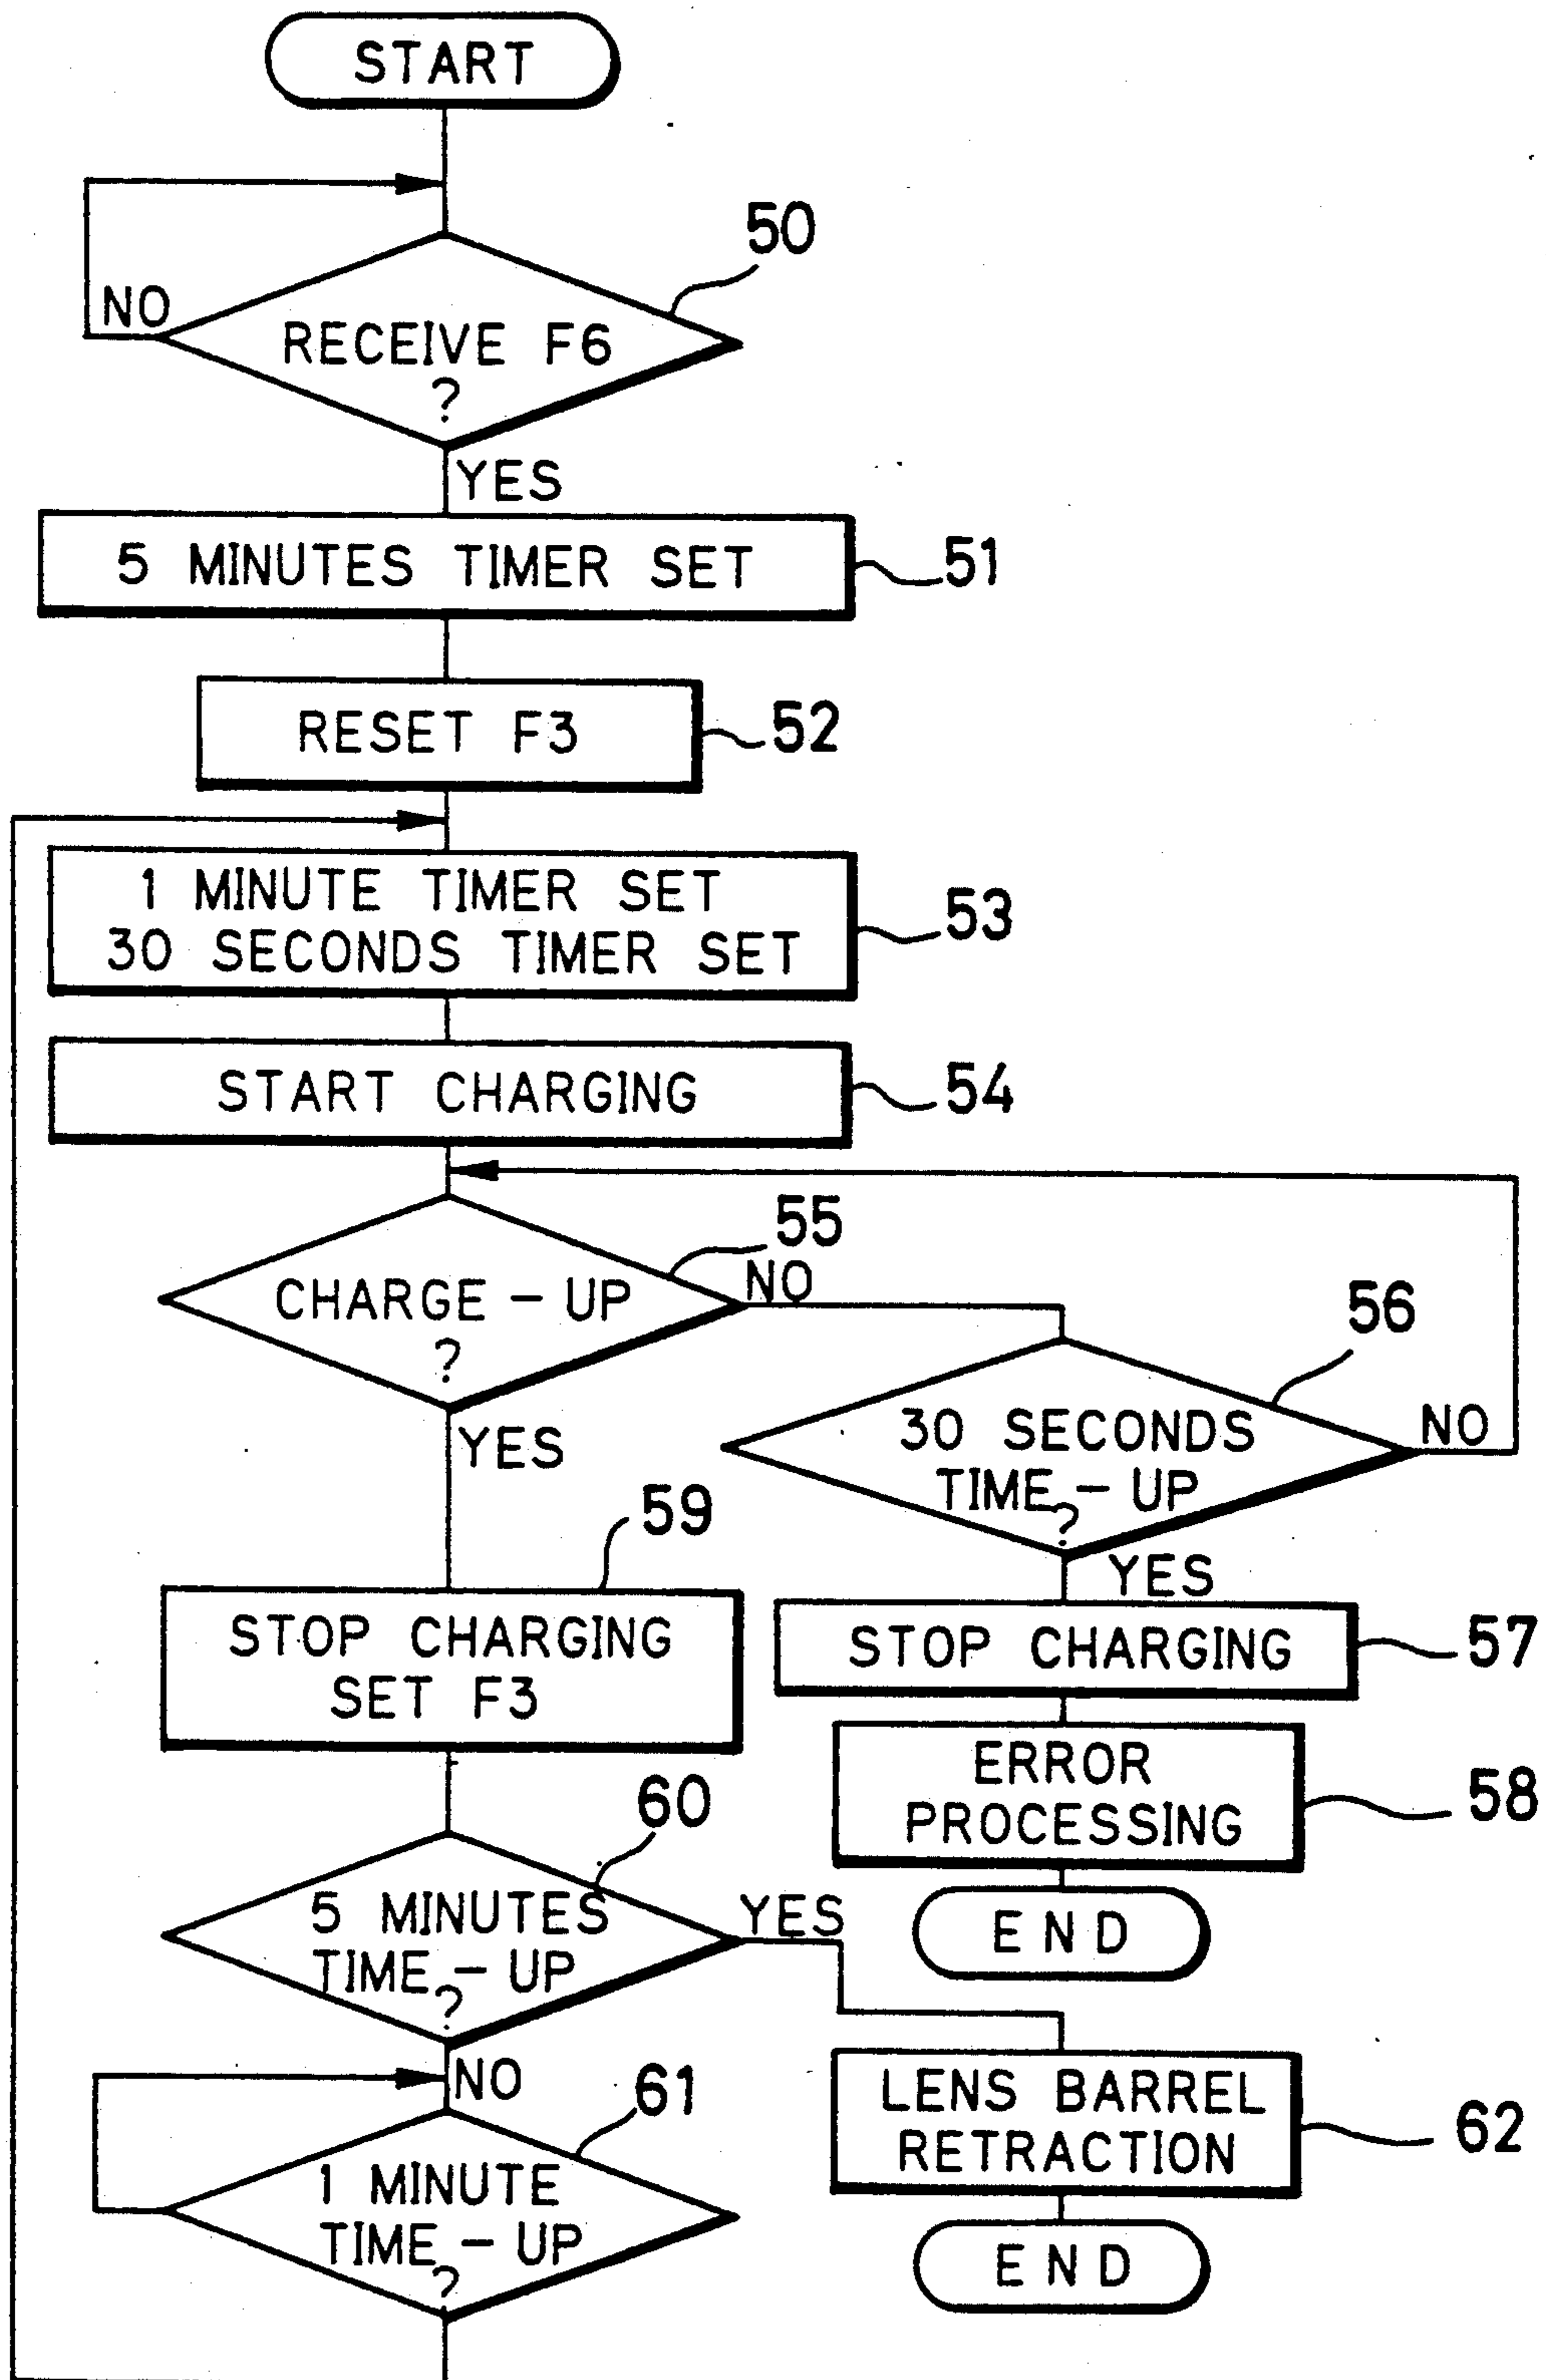 START
50
NO
RECEIVE F6
?
YES
5 MINUTES TIMER SET
51
RESET F3
52
1 MINUTE TIMER SET
30 SECONDS TIMER SET
53
START CHARGING
54
55
CHARGE - UP
?
NO
56
30 SECONDS
TIME - UP
?
NO
YES
YES
59
STOP CHARGING
SET F3
STOP CHARGING
57
ERROR
PROCESSING
58
END
60
5 MINUTES
TIME - UP
?
YES
NO
61
1 MINUTE
TIME - UP
?
LENS BARREL
RETRACTION
62
END